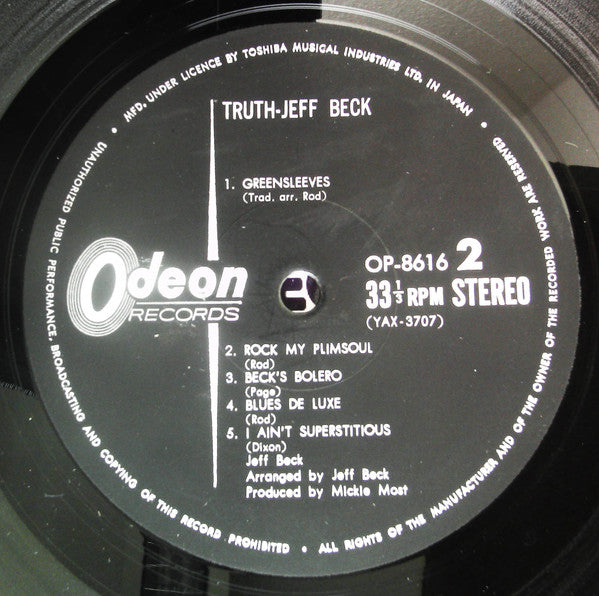 MFD. UNDER LICENCE BY TOSHIBA MUSICAL INDUSTRIES LTD. IN JAPAN •
TRUTH-JEFF BECK
1. GREENSLEEVES
(Trad. arr. Rod)
Odeon
RECORDS
OP-8616 2
33 1/3 RPM STEREO
(YAX-3707)
2. ROCK MY PLIMSOUL
(Rod)
3. BECK'S BOLERO
(Page)
4. BLUES DE LUXE
(Rod)
5. I AIN'T SUPERSTITIOUS
(Dixon)
Jeff Beck
Arranged by Jeff Beck
Produced by Mickie Most
• ALL RIGHTS OF THE MANUFACTURER AND OF THE OWNER OF THE RECORDED WORK ARE RESERVED
UNAUTHORIZED PUBLIC PERFORMANCE, BROADCASTING AND COPYING OF THIS RECORD PROHIBITED •